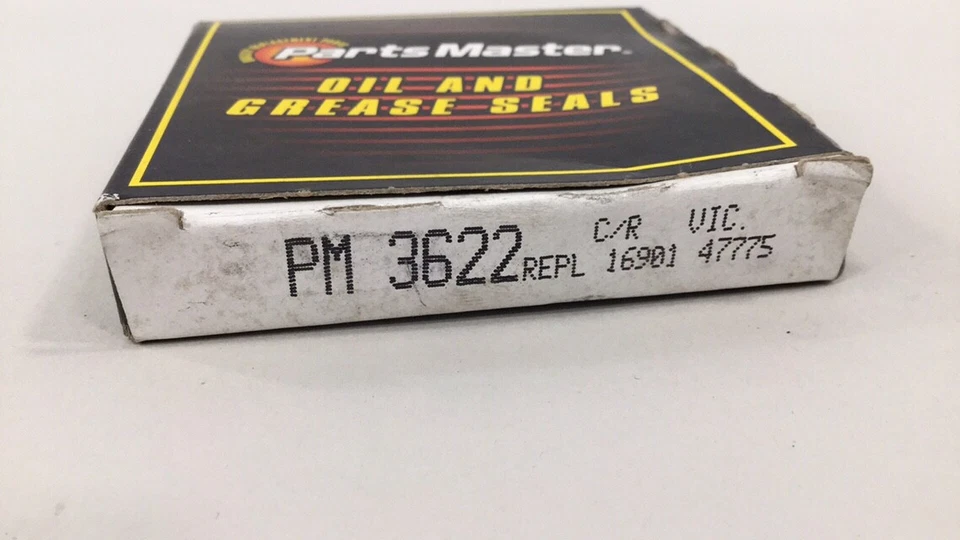 Parts Master®
OIL AND
GREASE SEALS
C/R VIC.
PM 3622 REPL 16901 47775